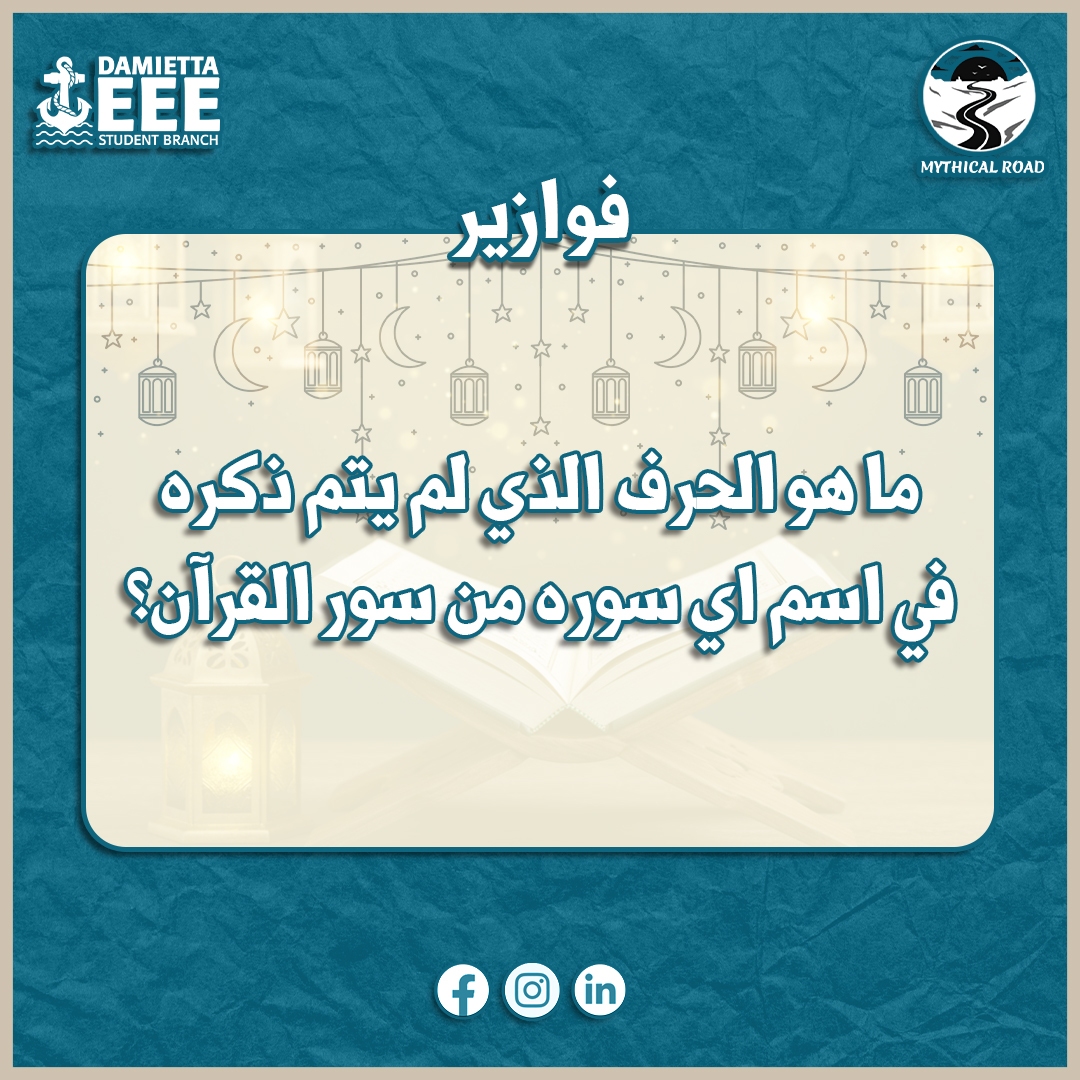 DAMIETTA
EEE
STUDENT BRANCH
MYTHICAL ROAD
فوازير
ما هو الحرف الذي لم يتم ذكره
في اسم اي سوره من سور القرآن؟